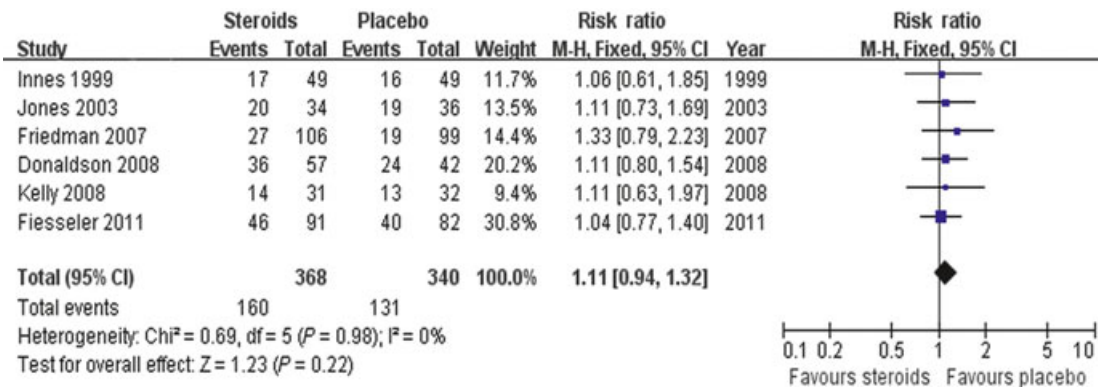 Steroids Placebo Risk ratio Risk ratio
Study Events Total Events Total Weight M-H, Fixed, 95% CI Year M-H, Fixed, 95% CI
Innes 1999 17 49 16 49 11.7% 1.06 [0.61, 1.85] 1999
Jones 2003 20 34 19 36 13.5% 1.11 [0.73, 1.69] 2003
Friedman 2007 27 106 19 99 14.4% 1.33 [0.79, 2.23] 2007
Donaldson 2008 36 57 24 42 20.2% 1.11 [0.80, 1.54] 2008
Kelly 2008 14 31 13 32 9.4% 1.11 [0.63, 1.97] 2008
Fiesseler 2011 46 91 40 82 30.8% 1.04 [0.77, 1.40] 2011
Total (95% CI) 368 340 100.0% 1.11 [0.94, 1.32]
Total events 160 131
Heterogeneity: Chi² = 0.69, df = 5 (P = 0.98); I² = 0%
Test for overall effect: Z = 1.23 (P = 0.22)
0.1 0.2 0.5 1 2 5 10
Favours steroids Favours placebo